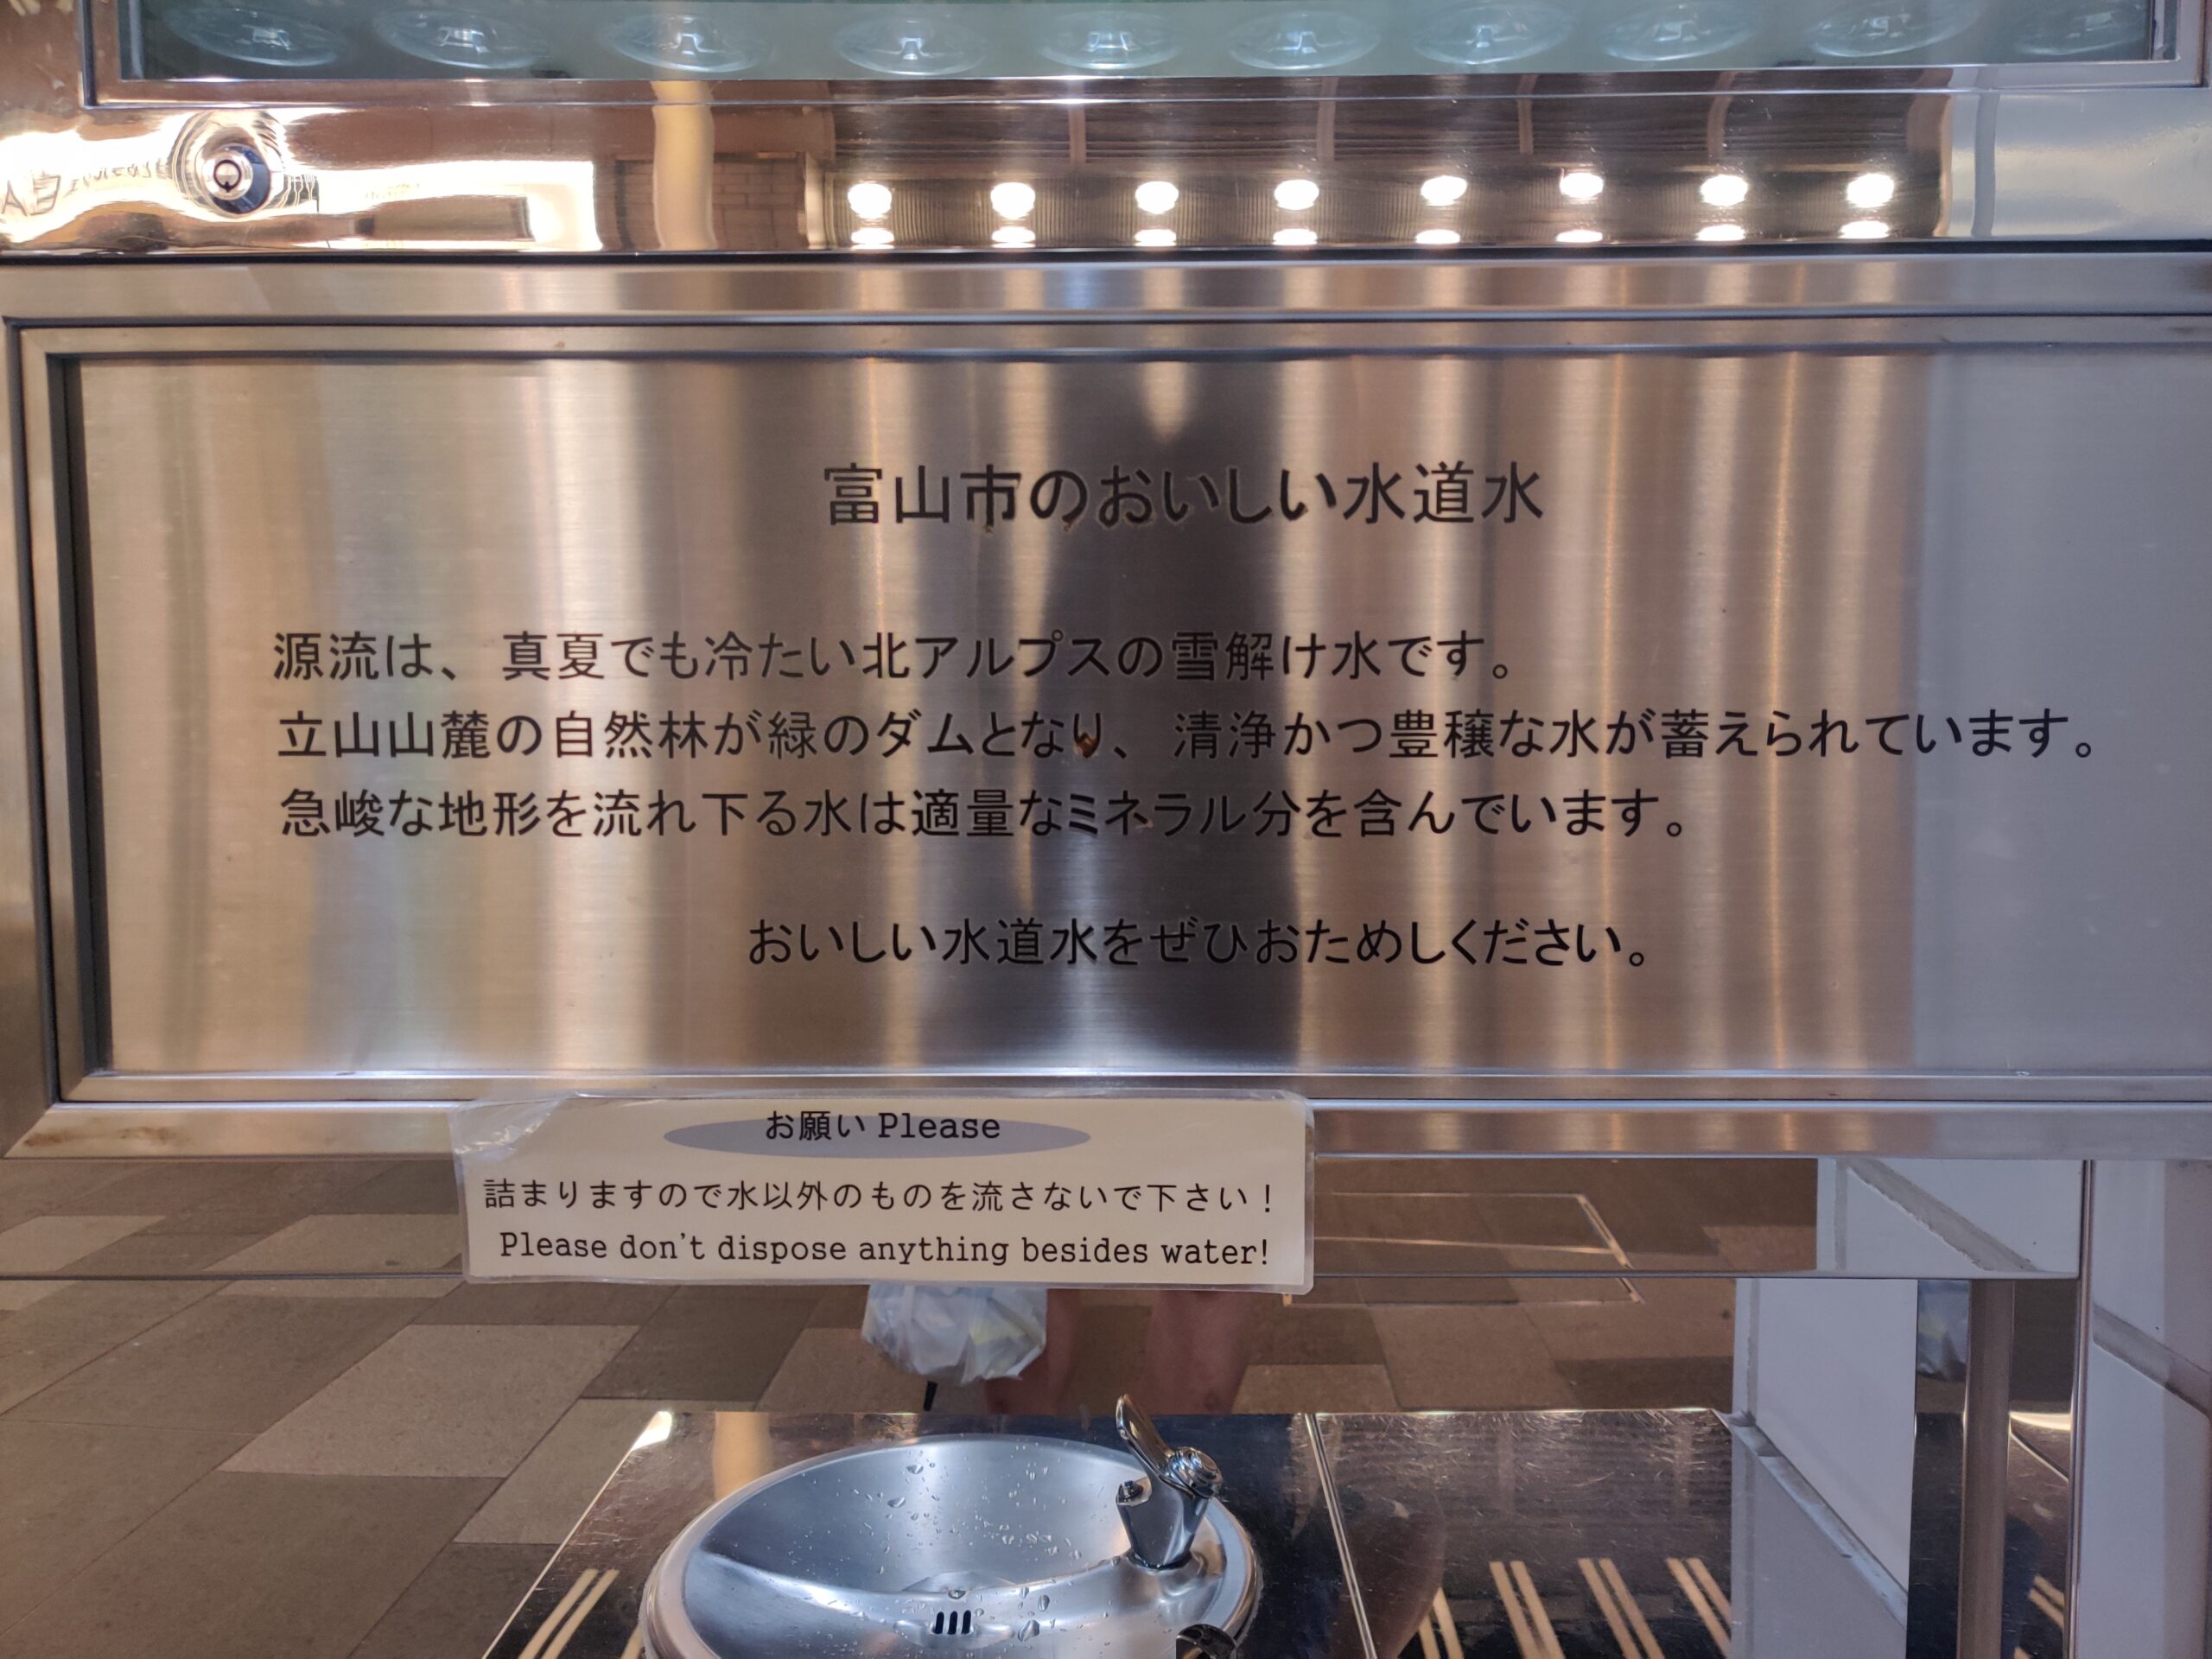 富山市のおいしい水道水
源流は、真夏でも冷たい北アルプスの雪解け水です。
立山山麓の自然林が緑のダムとなり、清浄かつ豊穣な水が蓄えられています。
急峻な地形を流れ下る水は適量なミネラル分を含んでいます。
おいしい水道水をぜひおためしください。
お願い Please
詰まりますので水以外のものを流さないで下さい！
Please don't dispose anything besides water!